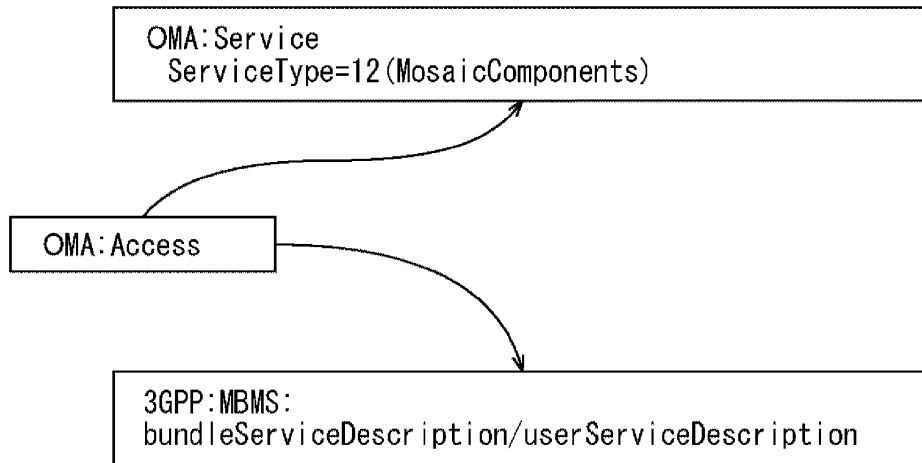 OMA:Service
ServiceType=12(MosaicComponents)
OMA:Access
3GPP:MBMS:
bundleServiceDescription/userServiceDescription